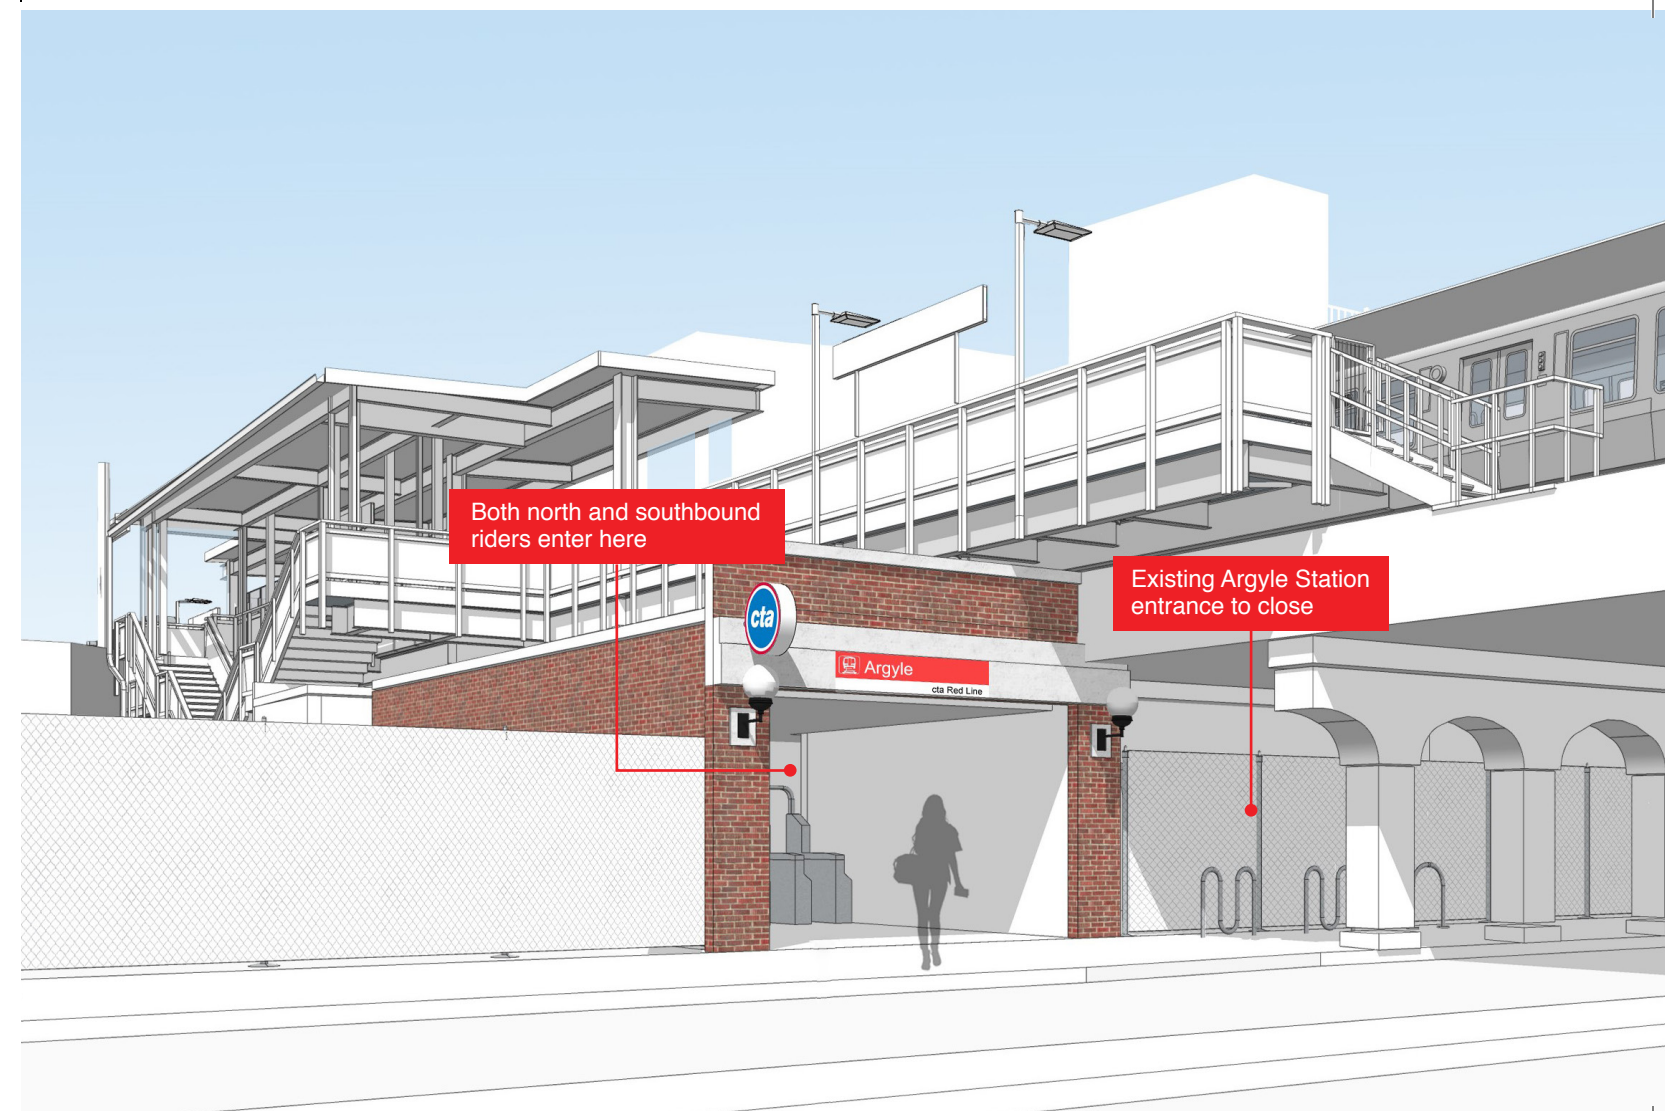 Both north and southbound
riders enter here
Existing Argyle Station
entrance to close
cta
Argyle
cta Red Line